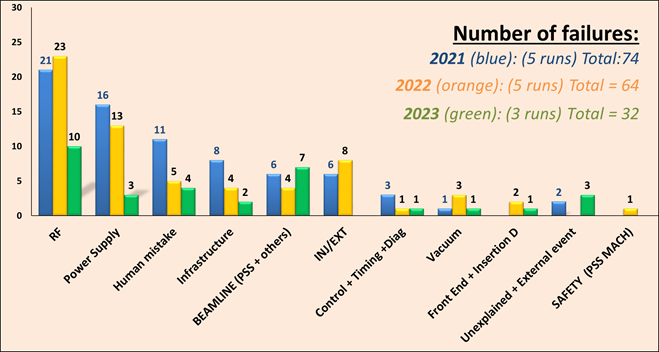 Number of failures:
2021 (blue): (5 runs) Total:74
2022 (orange): (5 runs) Total = 64
2023 (green): (3 runs) Total = 32
30
25
20
15
10
5
0
21 23 10
16 13 3
11 5 4
8 4 2
6 4 7
6 8
3 1 1
1 3 1
2 1
2 3
1
RF
Power Supply
Human mistake
Infrastructure
BEAMLINE (PSS + others)
INJ/EXT
Control + Timing +Diag
Vacuum
Front End + Insertion D
Unexplained + External event
SAFETY (PSS MACH)